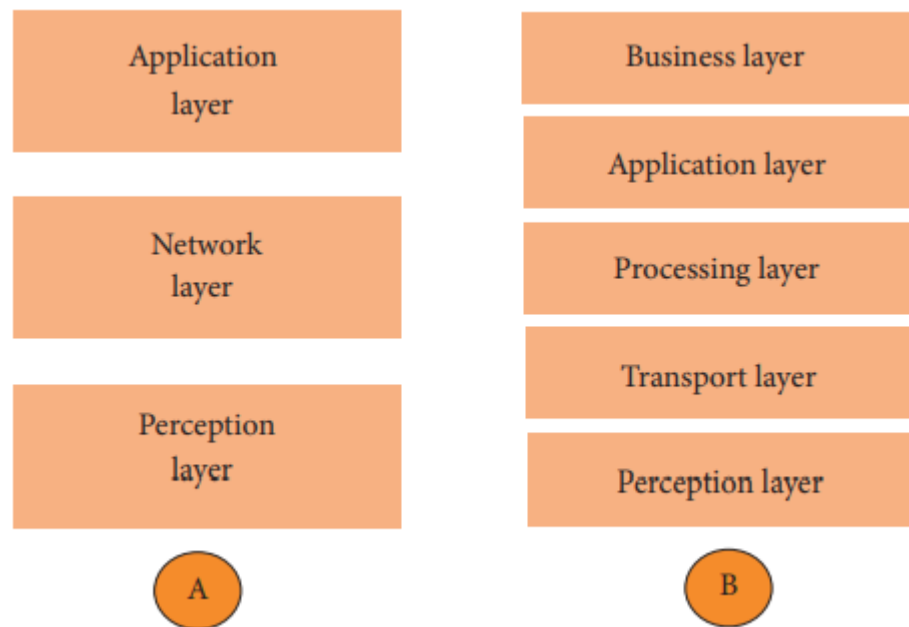 Application
layer
Network
layer
Perception
layer
A
Business layer
Application layer
Processing layer
Transport layer
Perception layer
B